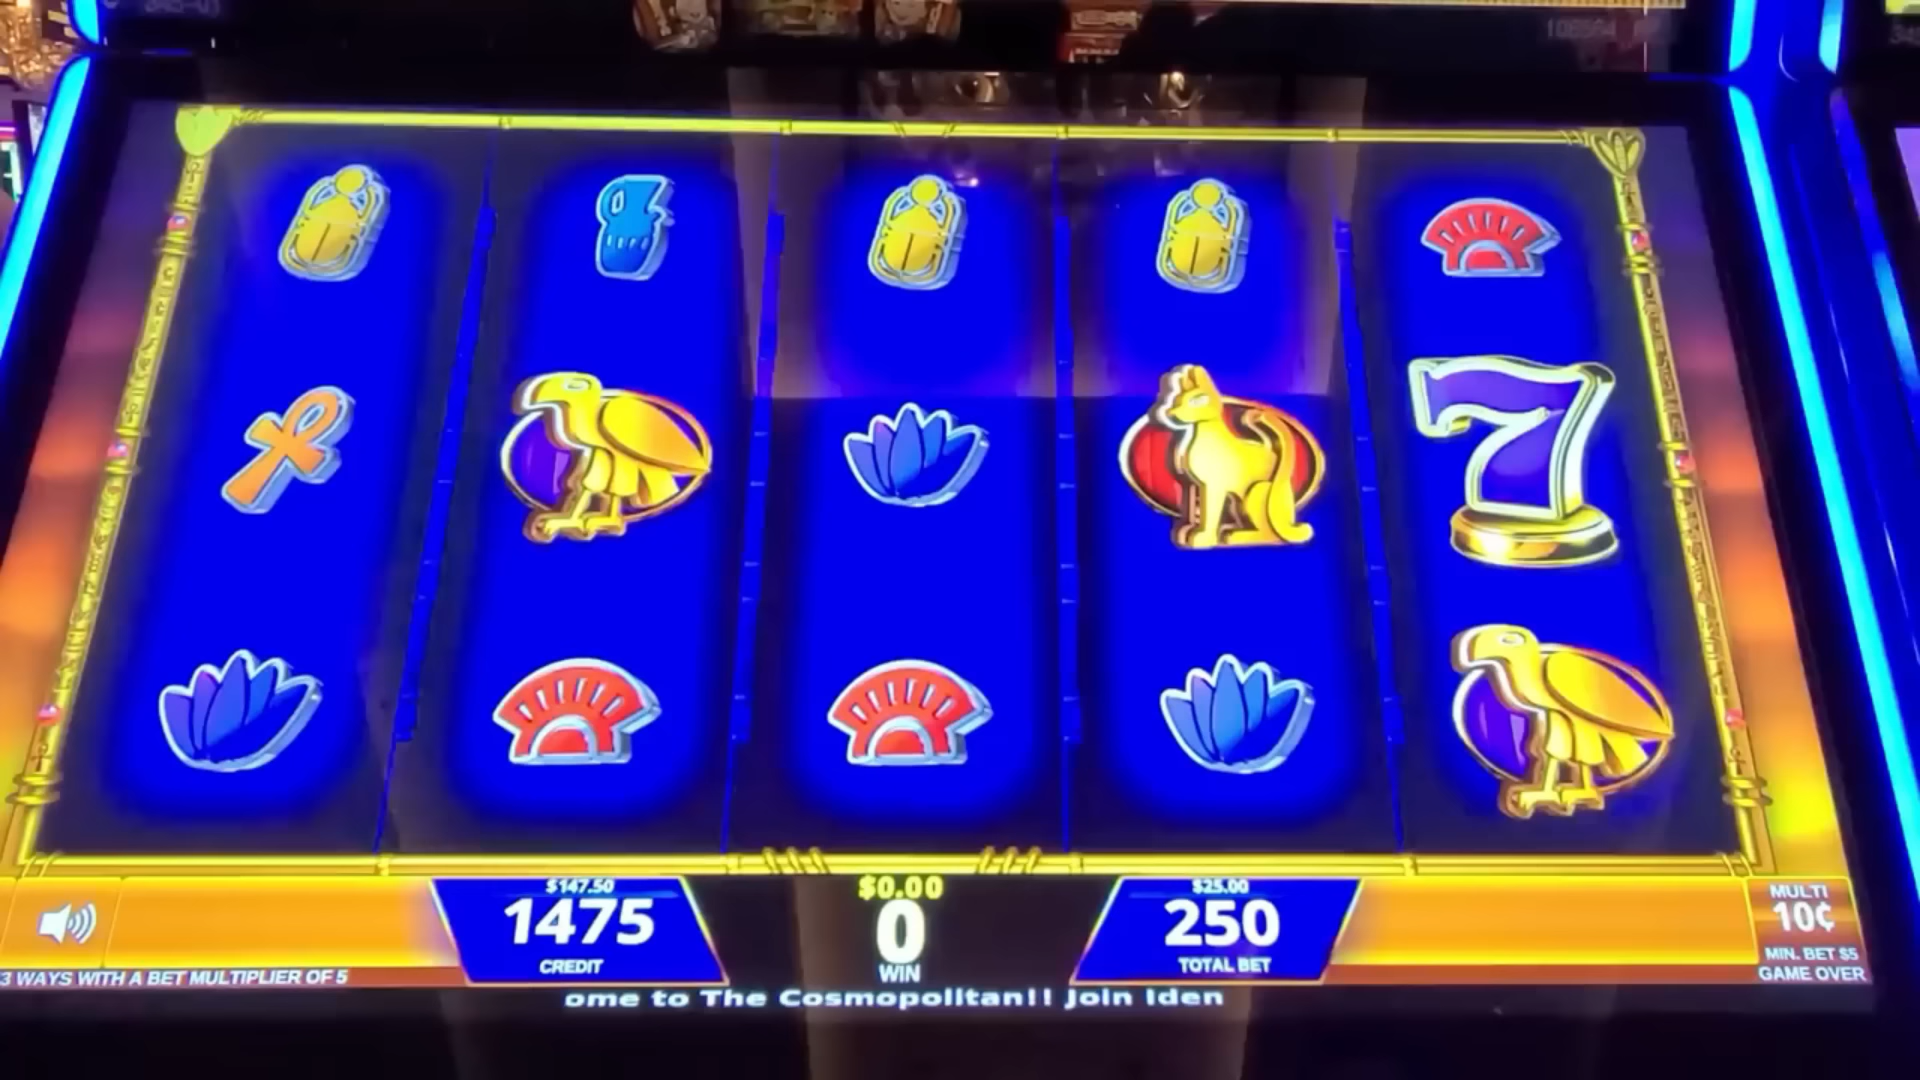 $147.50
1475
CREDIT
$0.00
0
WIN
$25.00
250
TOTAL BET
MULTI
10¢
MIN. BET $5
GAME OVER
3 WAYS WITH A BET MULTIPLIER OF 5
ome to The Cosmopolitan!! Join Iden
7